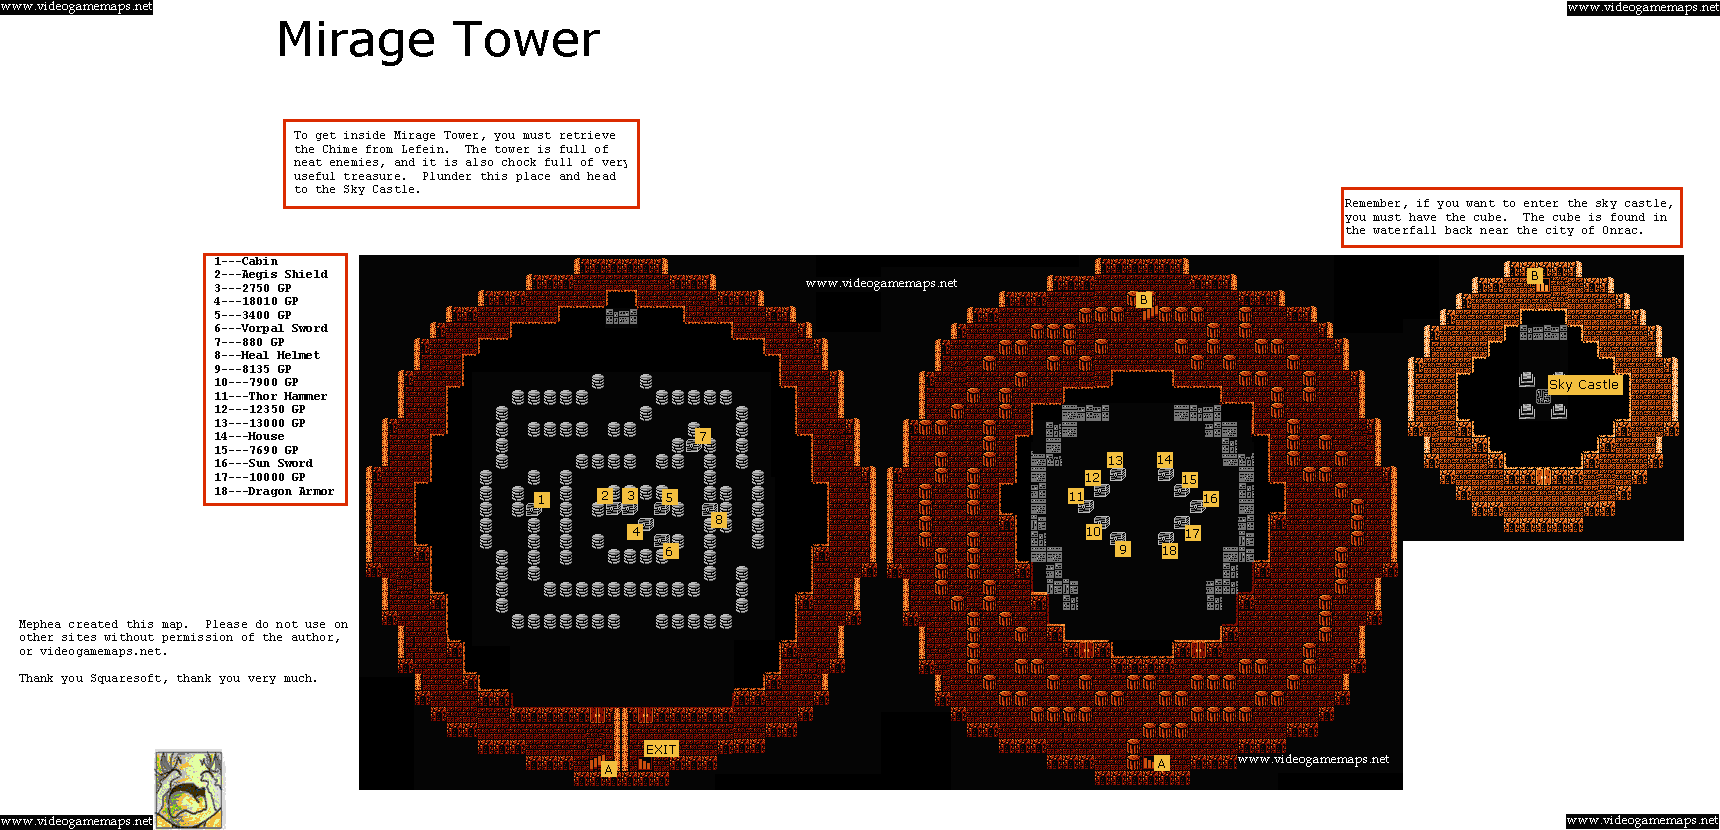 www.videogamemaps.net
www.videogamemaps.net
Mirage Tower
To get inside Mirage Tower, you must retrieve
the Chime from Lefein.  The tower is full of
neat enemies, and it is also chock full of very
useful treasure.  Plunder this place and head
to the Sky Castle.
Remember, if you want to enter the sky castle,
you must have the cube.  The cube is found in
the waterfall back near the city of Onrac.
1---Cabin
2---Aegis Shield
3---2750 GP
4---18010 GP
5---3400 GP
6---Vorpal Sword
7---880 GP
8---Heal Helmet
9---8135 GP
10---7900 GP
11---Thor Hammer
12---12350 GP
13---13000 GP
14---House
15---7690 GP
16---Sun Sword
17---10000 GP
18---Dragon Armor
www.videogamemaps.net
7
1
2
3
5
4
8
6
EXIT
A
B
13
14
12
15
11
16
10
17
9
18
www.videogamemaps.net
A
B
Sky Castle
Mephea created this map.  Please do not use on
other sites without permission of the author,
or videogamemaps.net.
Thank you Squaresoft, thank you very much.
www.videogamemaps.net
www.videogamemaps.net